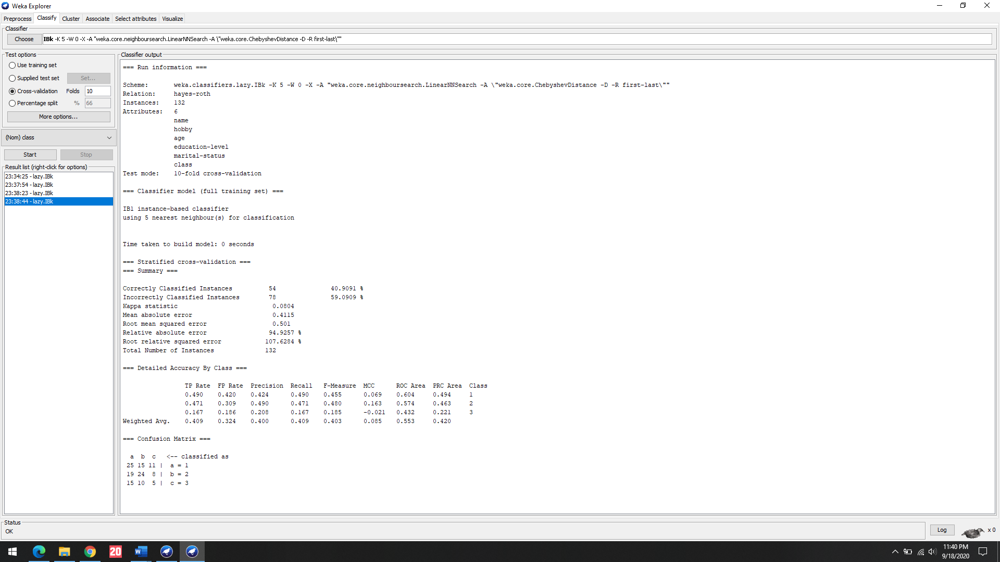 Weka Explorer
Preprocess Classify Cluster Associate Select attributes Visualize
Classifier
Choose IBk -K 5 -W 0 -X -A "weka.core.neighboursearch.LinearNNSearch -A \"weka.core.ChebyshevDistance -D -R first-last\""
Test options
Use training set
Supplied test set Set...
Cross-validation Folds 10
Percentage split % 66
More options...
(Nom) class
Start Stop
Result list (right-click for options)
23:34:25 - lazy.IBk
23:37:54 - lazy.IBk
23:38:23 - lazy.IBk
23:38:44 - lazy.IBk
Classifier output
=== Run information ===
Scheme: weka.classifiers.lazy.IBk -K 5 -W 0 -X -A "weka.core.neighboursearch.LinearNNSearch -A \"weka.core.ChebyshevDistance -D -R first-last\""
Relation: hayes-roth
Instances: 132
Attributes: 6
name
hobby
age
education-level
marital-status
class
Test mode: 10-fold cross-validation
=== Classifier model (full training set) ===
IB1 instance-based classifier
using 5 nearest neighbour(s) for classification
Time taken to build model: 0 seconds
=== Stratified cross-validation ===
=== Summary ===
Correctly Classified Instances 54 40.9091 %
Incorrectly Classified Instances 78 59.0909 %
Kappa statistic 0.0804
Mean absolute error 0.4115
Root mean squared error 0.501
Relative absolute error 94.9257 %
Root relative squared error 107.6284 %
Total Number of Instances 132
=== Detailed Accuracy By Class ===
TP Rate FP Rate Precision Recall F-Measure MCC ROC Area PRC Area Class
0.490 0.420 0.424 0.490 0.455 0.069 0.604 0.494 1
0.471 0.309 0.490 0.471 0.480 0.163 0.574 0.463 2
0.167 0.186 0.208 0.167 0.185 -0.021 0.432 0.221 3
Weighted Avg. 0.409 0.324 0.400 0.409 0.403 0.085 0.553 0.420
=== Confusion Matrix ===
a b c <-- classified as
25 15 11 | a = 1
19 24 8 | b = 2
15 10 5 | c = 3
Status
OK
Log x 0
20
W
11:40 PM
9/18/2020